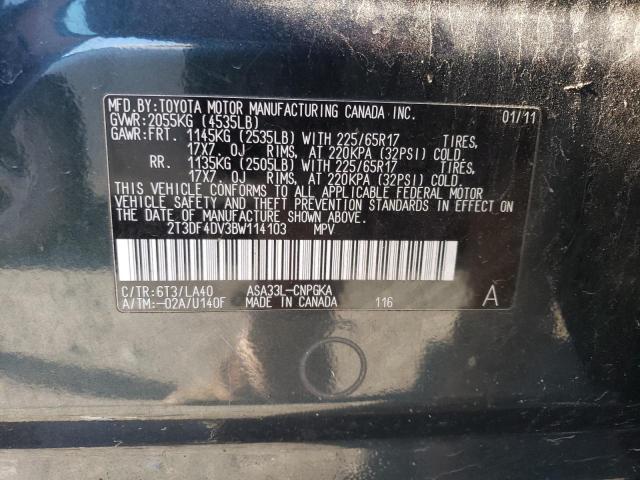 MFD.BY:TOYOTA MOTOR MANUFACTURING CANADA INC. 01/11
GVWR:2055KG (4535LB)
GAWR:FRT. 1145KG (2535LB) WITH 225/65R17 TIRES,
17X7. 0J RIMS, AT 220KPA (32PSI) COLD.
RR. 1135KG (2505LB) WITH 225/65R17 TIRES,
17X7. 0J RIMS, AT 220KPA (32PSI) COLD.
THIS VEHICLE CONFORMS TO ALL APPLICABLE FEDERAL MOTOR
VEHICLE SAFETY AND THEFT PREVENTION STANDARDS IN EFFECT ON
THE DATE OF MANUFACTURE SHOWN ABOVE.
2T3DF4DV3BW114103 MPV
C/TR:6T3/LA40 ASA33L-CNPGKA
A/TM:-02A/U140F MADE IN CANADA 116 A